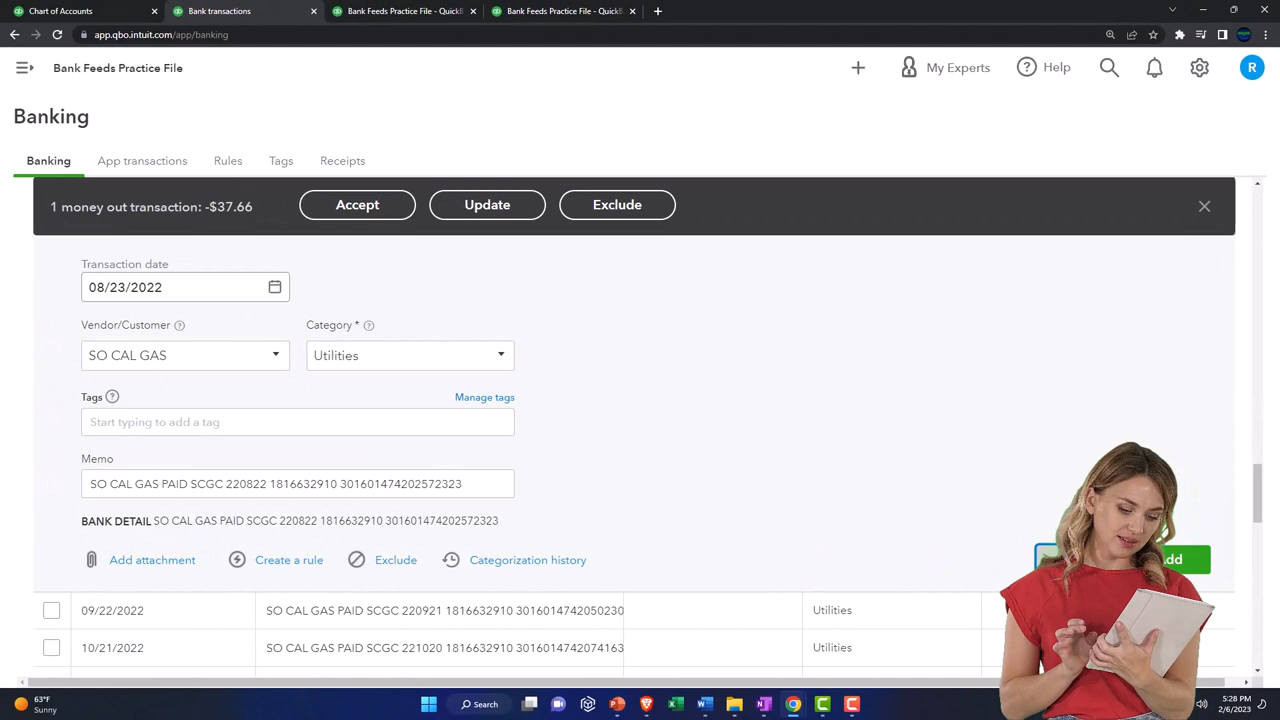 Chart of Accounts
Bank transactions
Bank Feeds Practice File - QuickB
Bank Feeds Practice File - QuickB
app.qbo.intuit.com/app/banking
Bank Feeds Practice File
My Experts
Help
R
Banking
Banking App transactions Rules Tags Receipts
1 money out transaction: -$37.66 Accept Update Exclude
Transaction date
08/23/2022
Vendor/Customer Category *
SO CAL GAS Utilities
Tags Manage tags
Start typing to add a tag
Memo
SO CAL GAS PAID SCGC 220822 1816632910 301601474202572323
BANK DETAIL SO CAL GAS PAID SCGC 220822 1816632910 301601474202572323
Add attachment Create a rule Exclude Categorization history
09/22/2022 SO CAL GAS PAID SCGC 220921 1816632910 3016014742050230 Utilities
10/21/2022 SO CAL GAS PAID SCGC 221020 1816632910 3016014742074163 Utilities
63°F
Sunny
Search
5:28 PM
2/6/2023